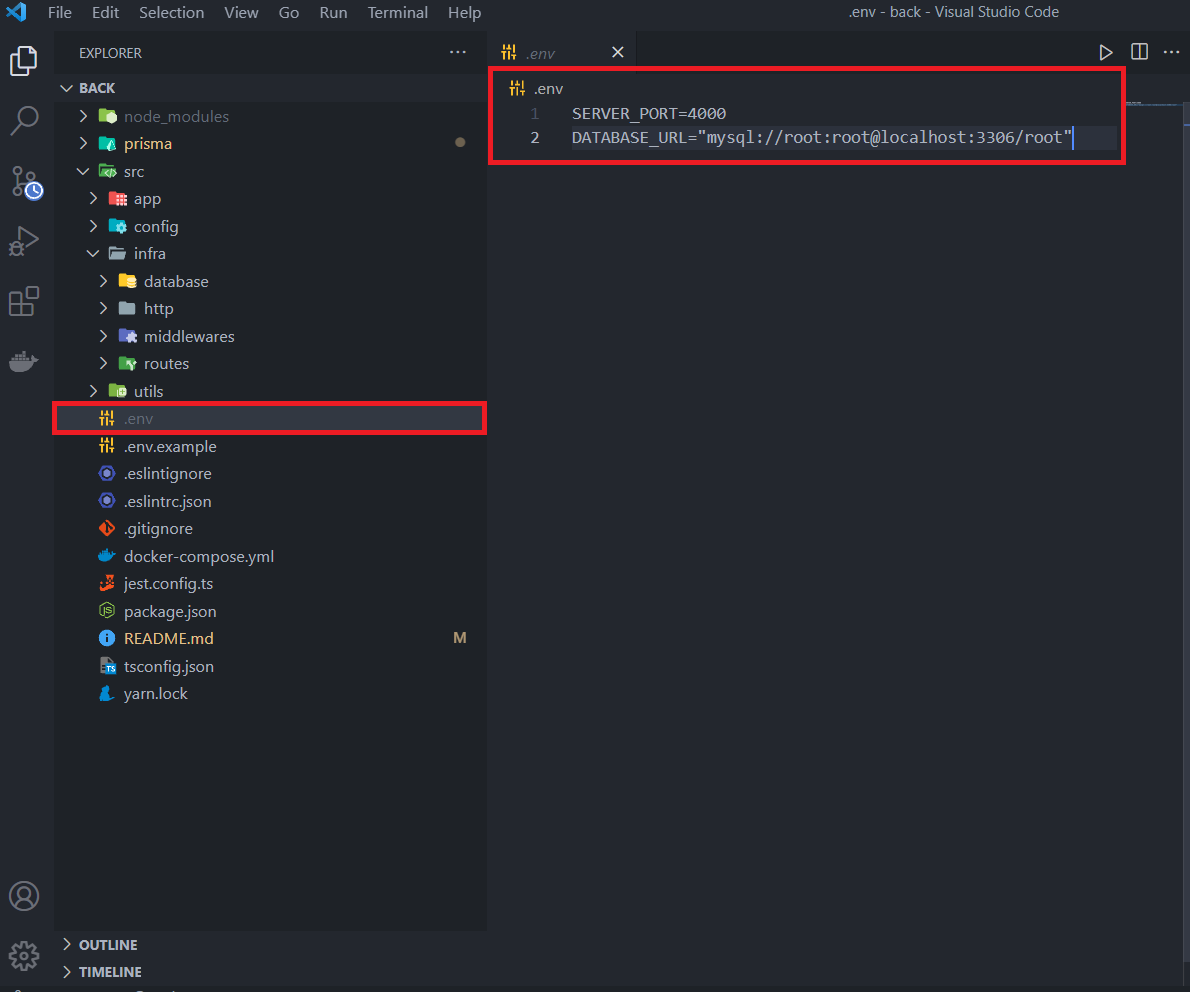 File Edit Selection View Go Run Terminal Help .env - back - Visual Studio Code
EXPLORER
BACK
node_modules
prisma
src
app
config
infra
database
http
middlewares
routes
utils
.env
.env.example
.eslintignore
.eslintrc.json
.gitignore
docker-compose.yml
jest.config.ts
package.json
README.md M
tsconfig.json
yarn.lock
OUTLINE
TIMELINE
.env
.env
1 SERVER_PORT=4000
2 DATABASE_URL="mysql://root:root@localhost:3306/root"